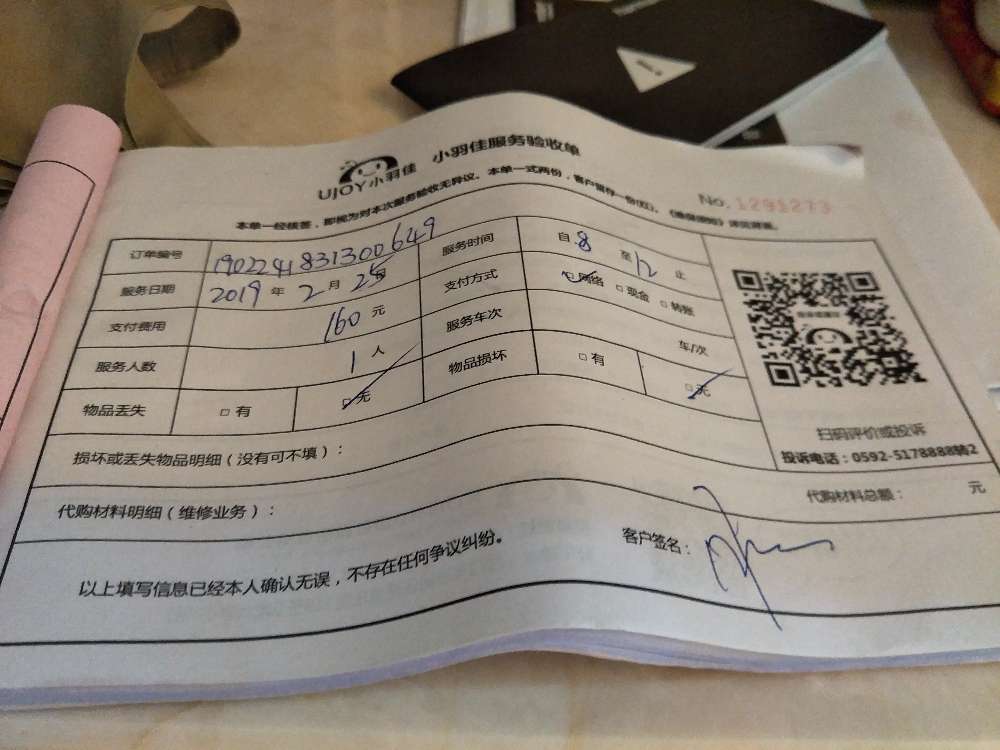 UJOY小羽佳 小羽佳服务验收单
No.1291273
本单一经核签，即视为对本次服务验收无异议。本单一式两份，客户留存一份(红)。
订单编号 190224183130 0649 服务时间 自 8 至 12 止
服务日期 2019 年 2 月 25 支付方式 □网络 □现金 □转账
支付费用 160 元 服务车次 车/次
服务人数 1 人 物品损坏 □有 □无
物品丢失 □有 □无
扫码评价或投诉
投诉电话：0592-5178888转2
损坏或丢失物品明细（没有可不填）：
代购材料明细（维修业务）： 代购材料总额： 元
以上填写信息已经本人确认无误，不存在任何争议纠纷。 客户签名：